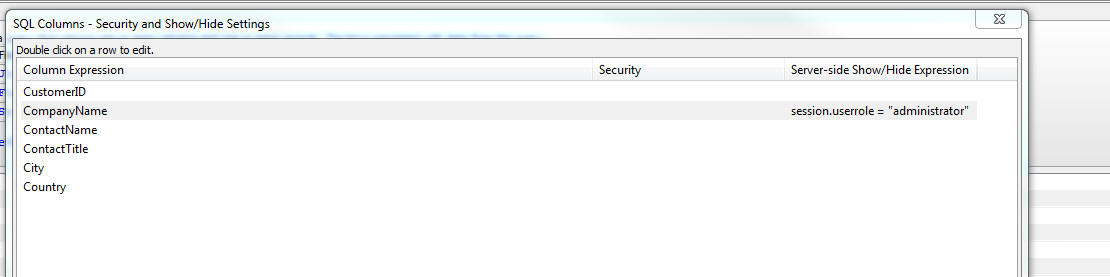 SQL Columns - Security and Show/Hide Settings
Double click on a row to edit.
Column Expression Security Server-side Show/Hide Expression
CustomerID
CompanyName session.userrole = "administrator"
ContactName
ContactTitle
City
Country